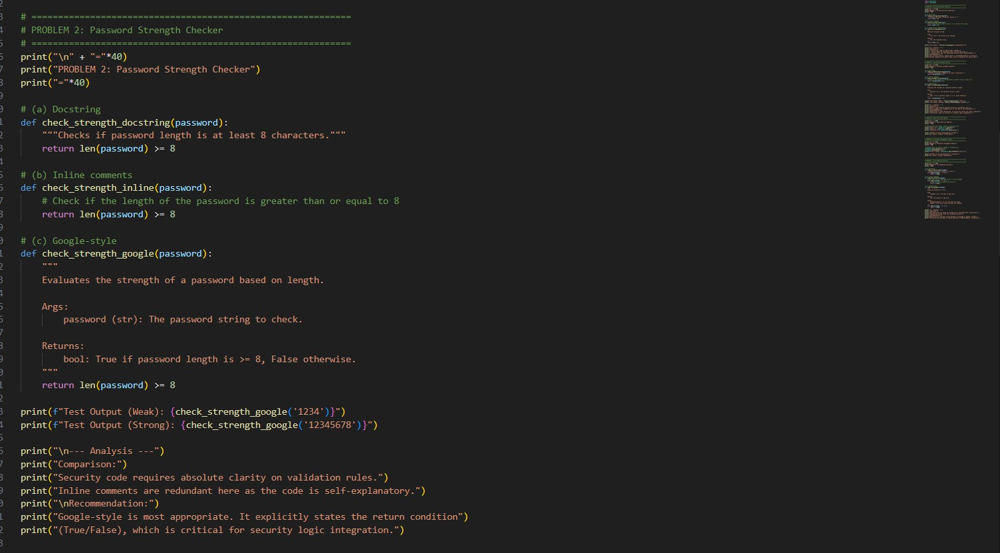 # ============================================================
# PROBLEM 2: Password Strength Checker
# ============================================================
print("\n" + "="*40)
print("PROBLEM 2: Password Strength Checker")
print("="*40)
# (a) Docstring
def check_strength_docstring(password):
"""Checks if password length is at least 8 characters."""
return len(password) >= 8
# (b) Inline comments
def check_strength_inline(password):
# Check if the length of the password is greater than or equal to 8
return len(password) >= 8
# (c) Google-style
def check_strength_google(password):
"""
Evaluates the strength of a password based on length.
Args:
password (str): The password string to check.
Returns:
bool: True if password length is >= 8, False otherwise.
"""
return len(password) >= 8
print(f"Test Output (Weak): {check_strength_google('1234')}")
print(f"Test Output (Strong): {check_strength_google('12345678')}")
print("\n--- Analysis ---")
print("Comparison:")
print("Security code requires absolute clarity on validation rules.")
print("Inline comments are redundant here as the code is self-explanatory.")
print("\nRecommendation:")
print("Google-style is most appropriate. It explicitly states the return condition")
print("(True/False), which is critical for security logic integration.")